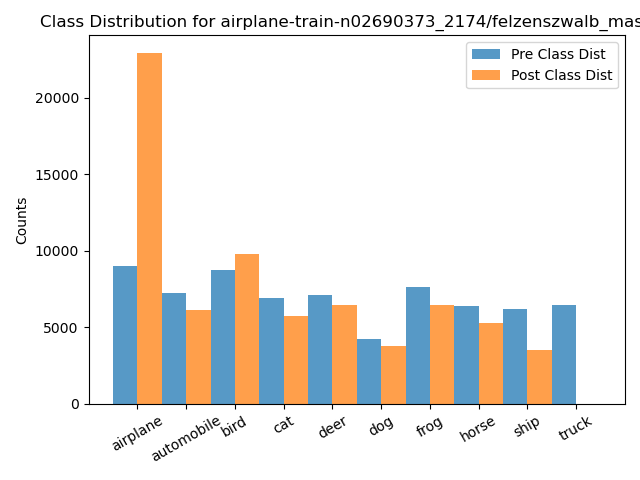 Class Distribution for airplane-train-n02690373_2174/felzenszwalb_mas
Pre Class Dist
Post Class Dist
Counts
20000
15000
10000
5000
0
airplane
automobile
bird
cat
deer
dog
frog
horse
ship
truck